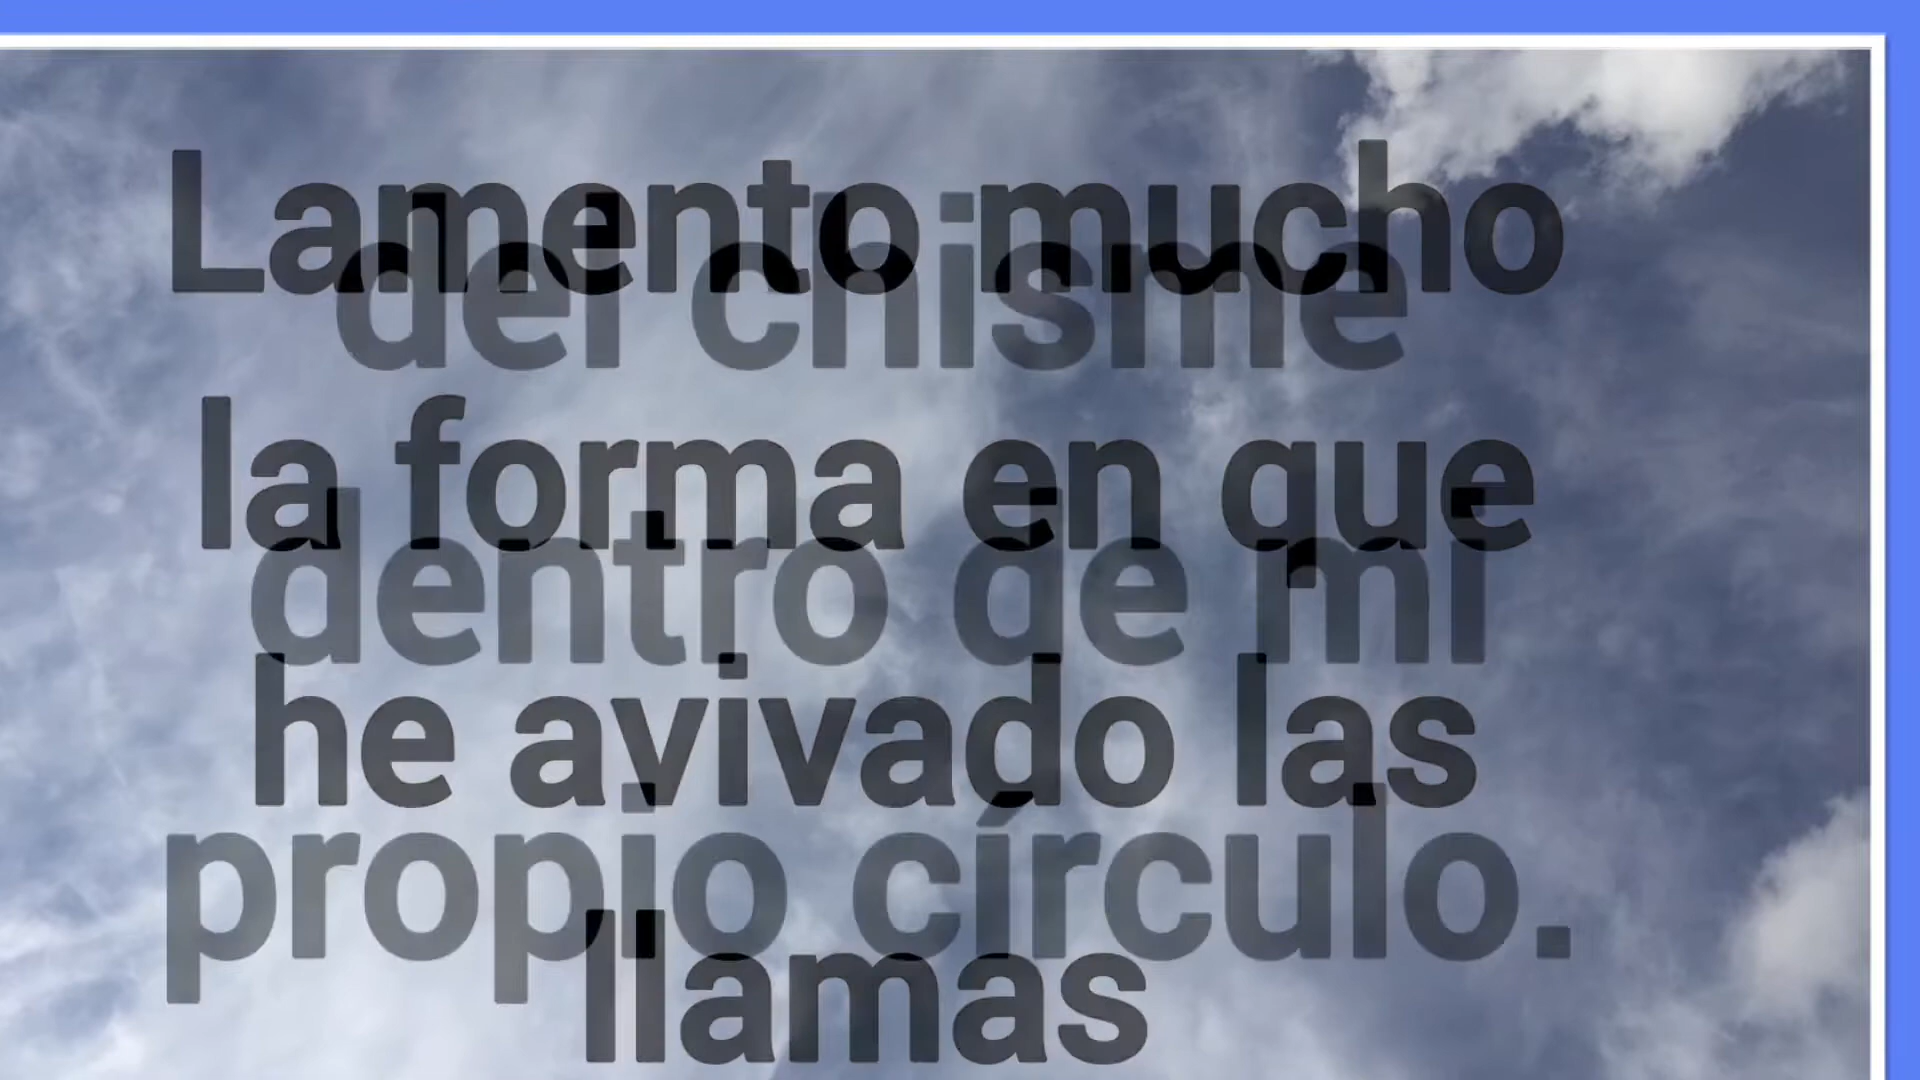 Lamento mucho
la forma en que
he avivado las
llamas
del chisme
dentro de mi
propio círculo.